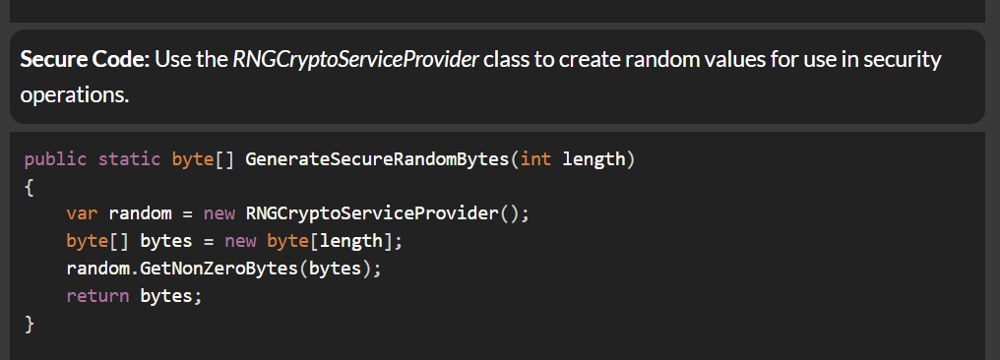 Secure Code: Use the RNGCryptoServiceProvider class to create random values for use in security
operations.
public static byte[] GenerateSecureRandomBytes(int length)
{
    var random = new RNGCryptoServiceProvider();
    byte[] bytes = new byte[length];
    random.GetNonZeroBytes(bytes);
    return bytes;
}